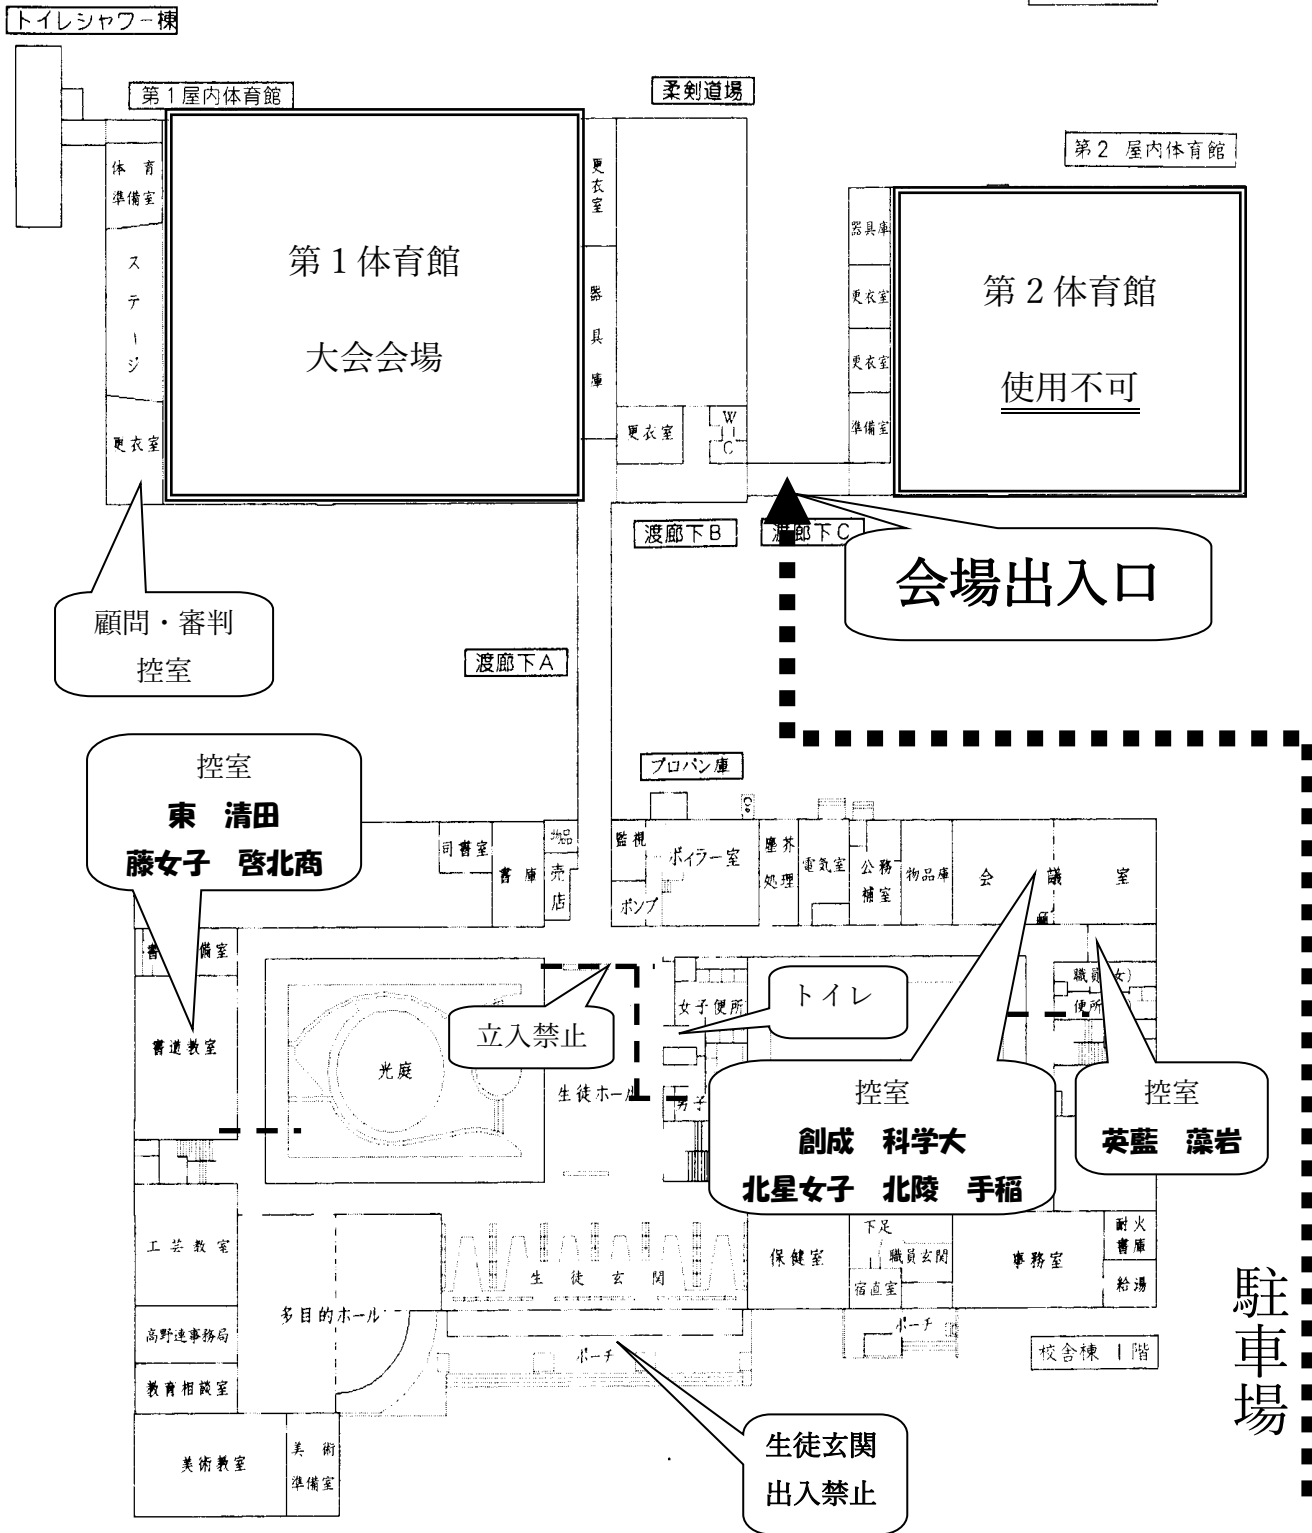 トイレシャワー棟
第1屋内体育館
柔剣道場
第2 屋内体育館
体育
準備室
ステージ
更衣室
第1体育館
大会会場
更衣室
器具庫
更衣室
WC
器具庫
更衣室
更衣室
準備室
第2体育館
使用不可
渡廊下B
渡廊下C
会場出入口
顧問・審判
控室
渡廊下A
控室
東 清田
藤女子 啓北商
プロパン庫
司書室
書庫
物品
売店
監視
ポンプ
ボイラー室
塵芥
処理
電気室
公務
補室
物品庫
会議室
書
備室
書道教室
光庭
立入禁止
生徒ホール
女子便所
男子
トイレ
職員
女)
便所
控室
創成 科学大
北星女子 北陵 手稲
控室
英藍 藻岩
工芸教室
高野連事務局
教育相談室
美術教室
美術
準備室
多目的ホール
生徒玄関
ポーチ
保健室
下足
職員玄関
宿直室
ポーチ
事務室
耐火
書庫
給湯
校舎棟 1階
駐車場
生徒玄関
出入禁止